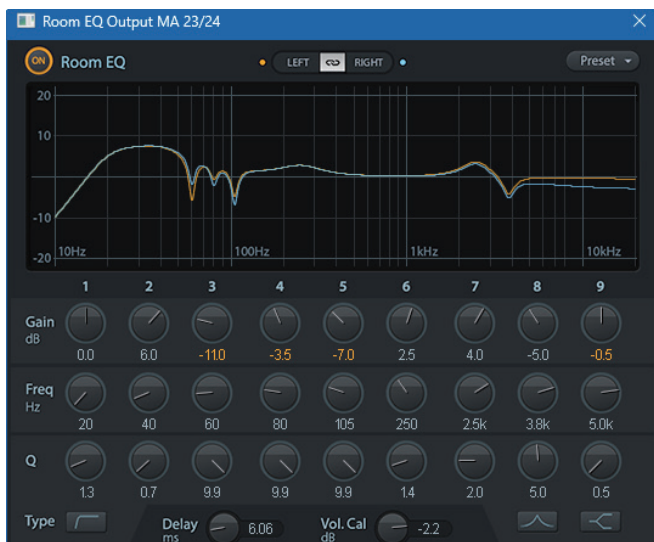 Room EQ Output MA 23/24
ON Room EQ LEFT RIGHT Preset
20
10
-10
-20 10Hz 100Hz 1kHz 10kHz
1 2 3 4 5 6 7 8 9
Gain
dB
0.0 6.0 -11.0 -3.5 -7.0 2.5 4.0 -5.0 -0.5
Freq
Hz
20 40 60 80 105 250 2.5k 3.8k 5.0k
Q
1.3 0.7 9.9 9.9 9.9 1.4 2.0 5.0 0.5
Type Delay 6.06 Vol. Cal -2.2
ms dB